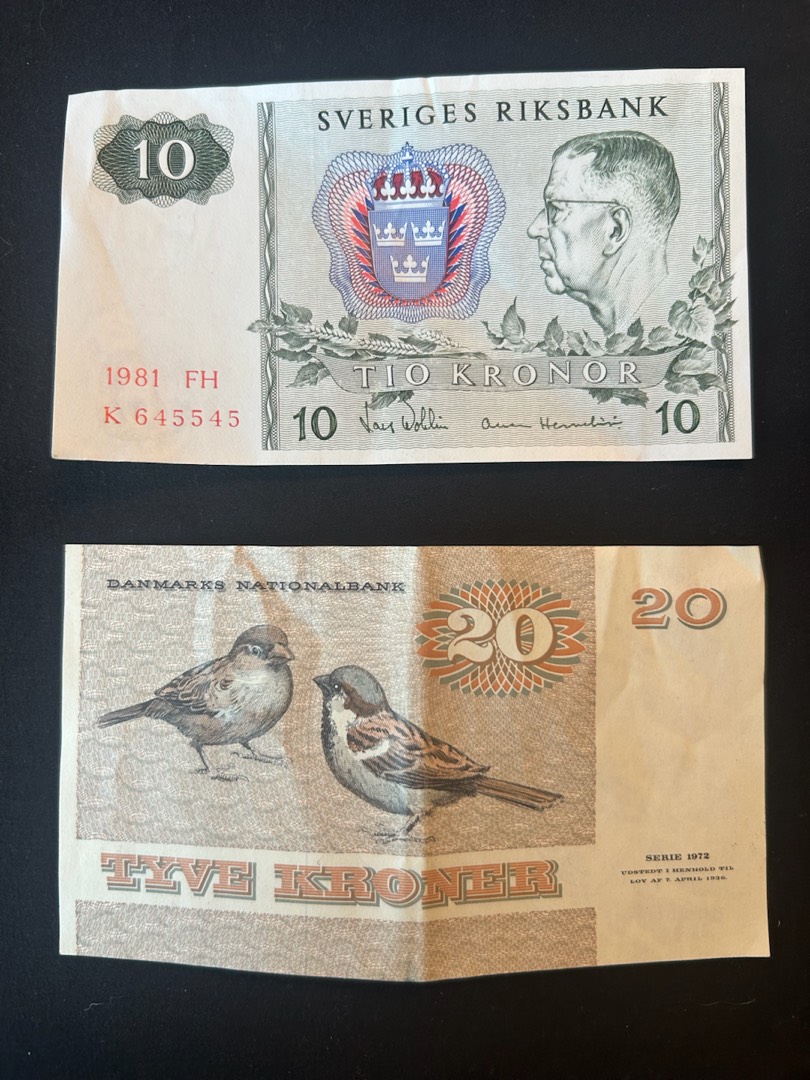 10
SVERIGES RIKSBANK
1981 FH
K 645545
TIO KRONOR
10
10
DANMARKS NATIONALBANK
20
20
TYVE KRONER
SERIE 1972
UDSTEDT I HENHOLD TIL
LOV AF 7. APRIL 1936.